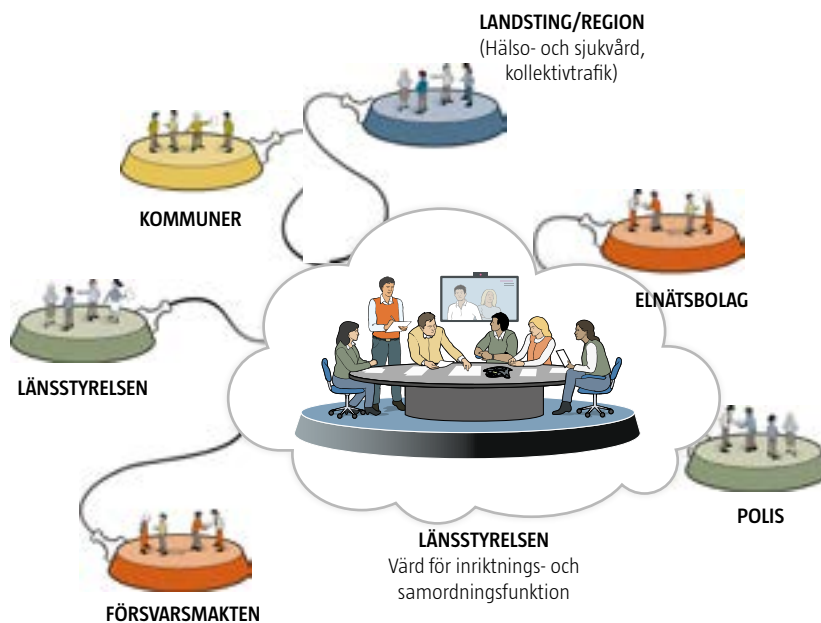 LANDSTING/REGION
(Hälso- och sjukvård,
kollektivtrafik)
KOMMUNER
ELNÄTSBOLAG
LÄNSSTYRELSEN
POLIS
LÄNSSTYRELSEN
Värd för inriktnings- och
samordningsfunktion
FÖRSVARSMAKTEN